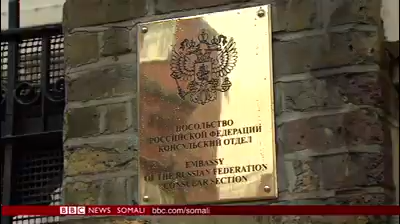 ПОСОЛЬСТВО
РОССИЙСКОЙ ФЕДЕРАЦИИ
КОНСУЛЬСКИЙ ОТДЕЛ
EMBASSY
OF THE RUSSIAN FEDERATION
CONSULAR SECTION
BBC NEWS SOMALI bbc.com/somali